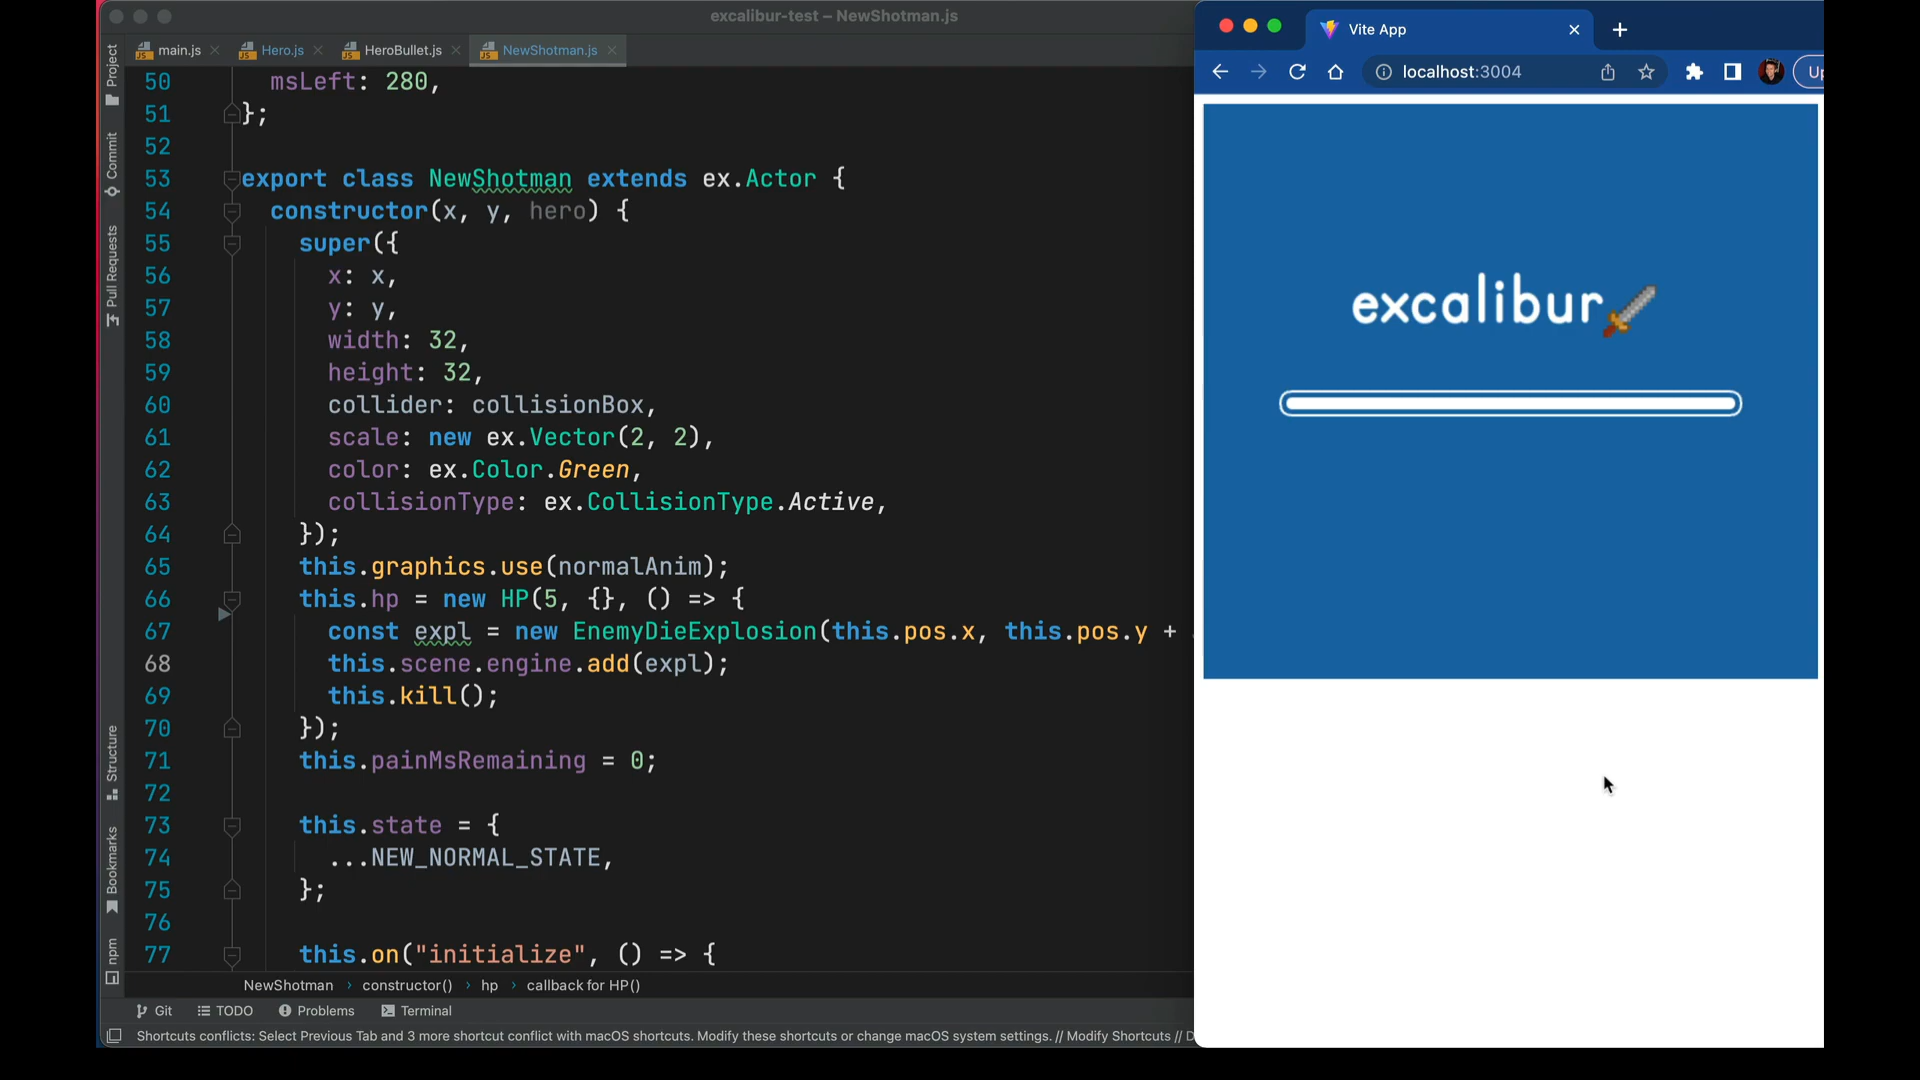 excalibur-test – NewShotman.js
main.js
Hero.js
HeroBullet.js
NewShotman.js
Project
Commit
Pull Requests
Structure
Bookmarks
npm
50 msLeft: 280,
51 };
52
53 export class NewShotman extends ex.Actor {
54 constructor(x, y, hero) {
55 super({
56 x: x,
57 y: y,
58 width: 32,
59 height: 32,
60 collider: collisionBox,
61 scale: new ex.Vector(2, 2),
62 color: ex.Color.Green,
63 collisionType: ex.CollisionType.Active,
64 });
65 this.graphics.use(normalAnim);
66 this.hp = new HP(5, {}, () => {
67 const expl = new EnemyDieExplosion(this.pos.x, this.pos.y +
68 this.scene.engine.add(expl);
69 this.kill();
70 });
71 this.painMsRemaining = 0;
72
73 this.state = {
74 ...NEW_NORMAL_STATE,
75 };
76
77 this.on("initialize", () => {
NewShotman › constructor() › hp › callback for HP()
Git TODO Problems Terminal
Shortcuts conflicts: Select Previous Tab and 3 more shortcut conflict with macOS shortcuts. Modify these shortcuts or change macOS system settings. // Modify Shortcuts // D
Vite App
localhost:3004
Up
excalibur